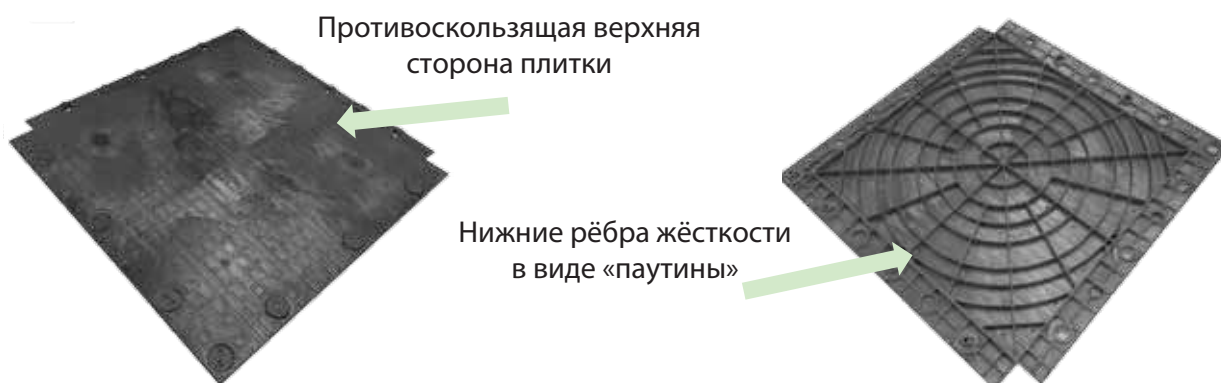 Противоскользящая верхняя
сторона плитки
Нижние рёбра жёсткости
в виде «паутины»